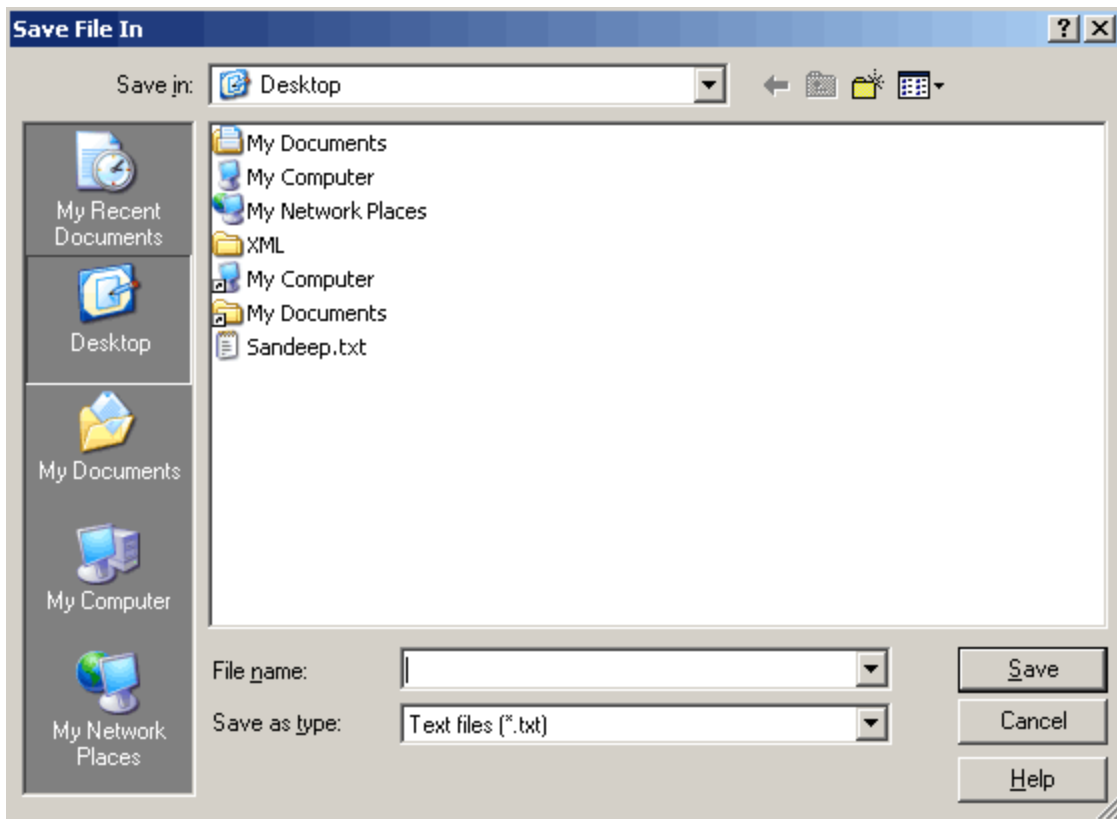 Save File In
Save in:
Desktop
My Recent
Documents
Desktop
My Documents
My Computer
My Network
Places
My Documents
My Computer
My Network Places
XML
My Computer
My Documents
Sandeep.txt
File name:
Save
Save as type:
Text files (*.txt)
Cancel
Help